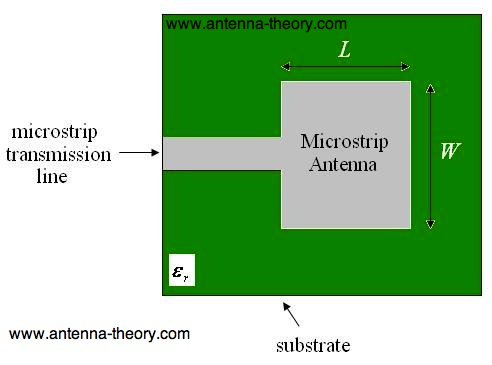 www.antenna-theory.com
L
microstrip
transmission
line
Microstrip
Antenna
W
εr
www.antenna-theory.com
substrate